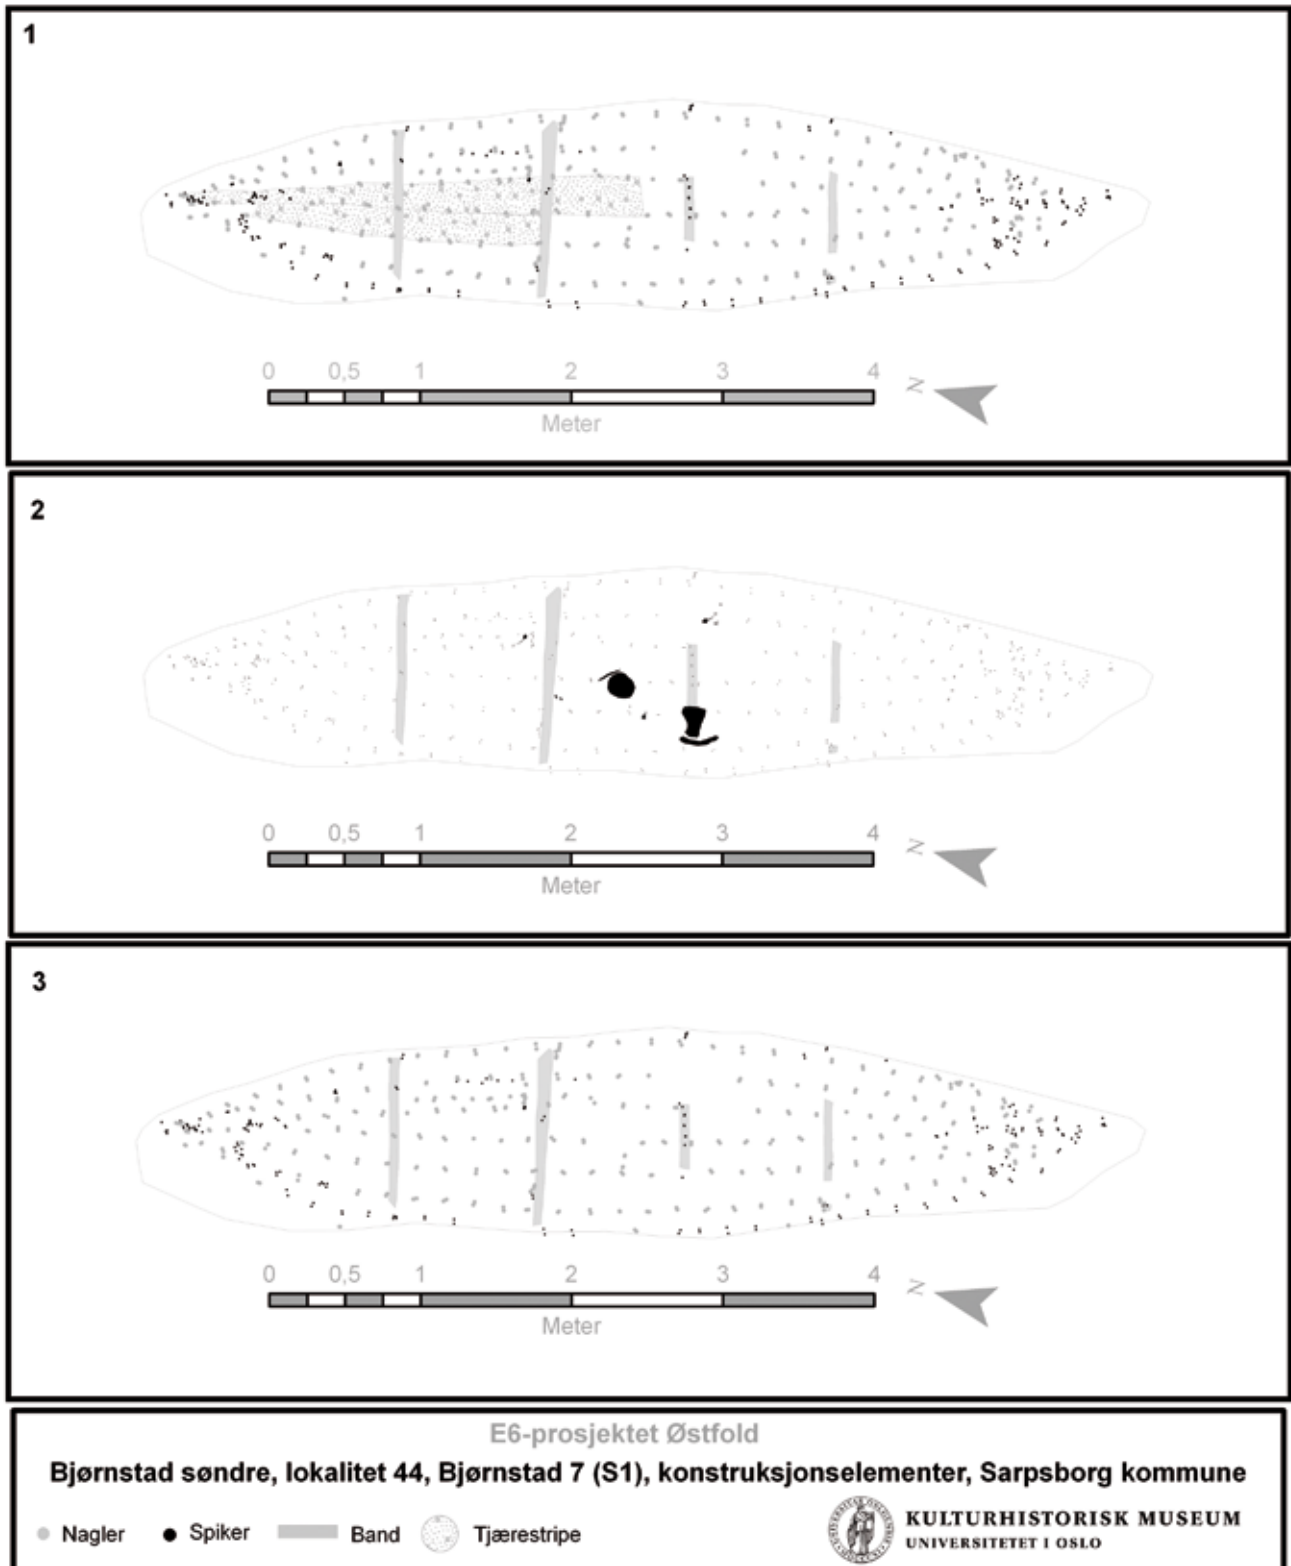 1
0 0,5 1 2 3 4 N
Meter
2
0 0,5 1 2 3 4 N
Meter
3
0 0,5 1 2 3 4 N
Meter
E6-prosjektet Østfold
Bjørnstad søndre, lokalitet 44, Bjørnstad 7 (S1), konstruksjonselementer, Sarpsborg kommune
Nagler Spiker Band Tjærestripe
KULTURHISTORISK MUSEUM
UNIVERSITETET I OSLO